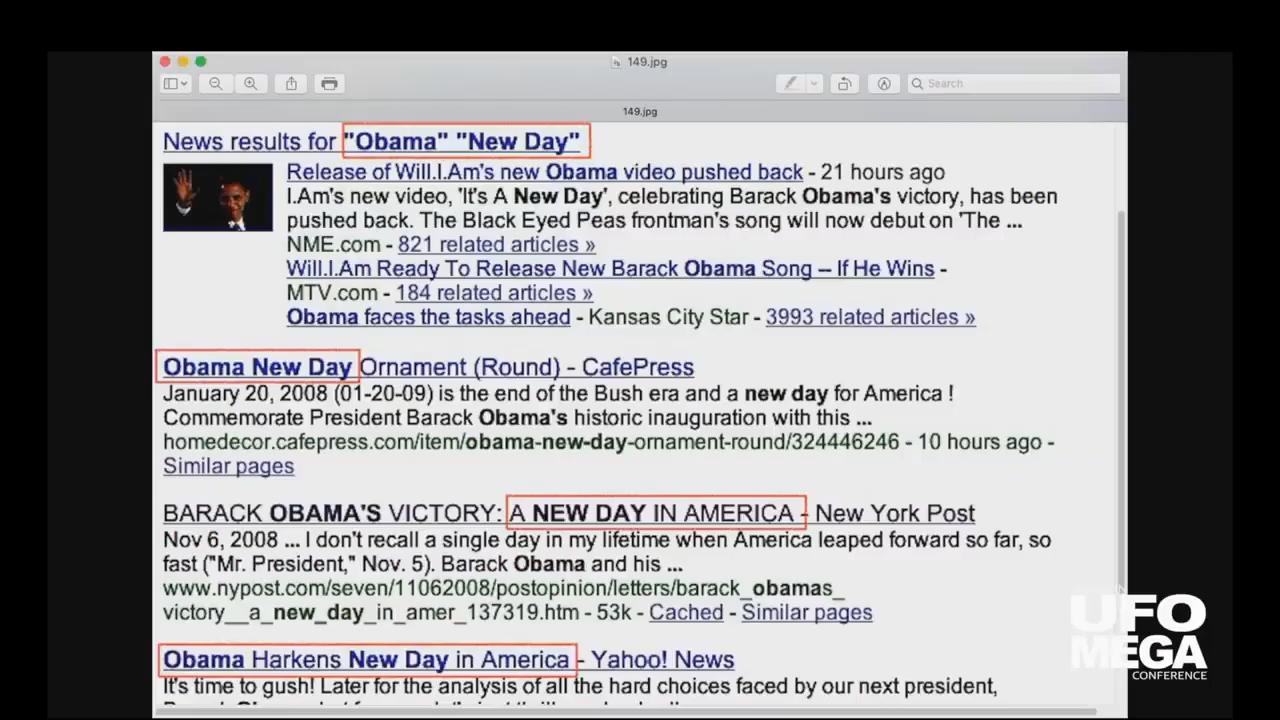 149.jpg
Search
149.jpg
News results for "Obama" "New Day"
Release of Will.I.Am's new Obama video pushed back - 21 hours ago
I.Am's new video, 'It's A New Day', celebrating Barack Obama's victory, has been
pushed back. The Black Eyed Peas frontman's song will now debut on 'The ...
NME.com - 821 related articles »
Will.I.Am Ready To Release New Barack Obama Song – If He Wins -
MTV.com - 184 related articles »
Obama faces the tasks ahead - Kansas City Star - 3993 related articles »
Obama New Day Ornament (Round) - CafePress
January 20, 2008 (01-20-09) is the end of the Bush era and a new day for America !
Commemorate President Barack Obama's historic inauguration with this ...
homedecor.cafepress.com/item/obama-new-day-ornament-round/324446246 - 10 hours ago -
Similar pages
BARACK OBAMA'S VICTORY: A NEW DAY IN AMERICA - New York Post
Nov 6, 2008 ... I don't recall a single day in my lifetime when America leaped forward so far, so
fast ("Mr. President," Nov. 5). Barack Obama and his ...
www.nypost.com/seven/11062008/postopinion/letters/barack_obamas_
victory__a_new_day_in_amer_137319.htm - 53k - Cached - Similar pages
Obama Harkens New Day in America - Yahoo! News
It's time to gush! Later for the analysis of all the hard choices faced by our next president,
UFO
MEGA
CONFERENCE